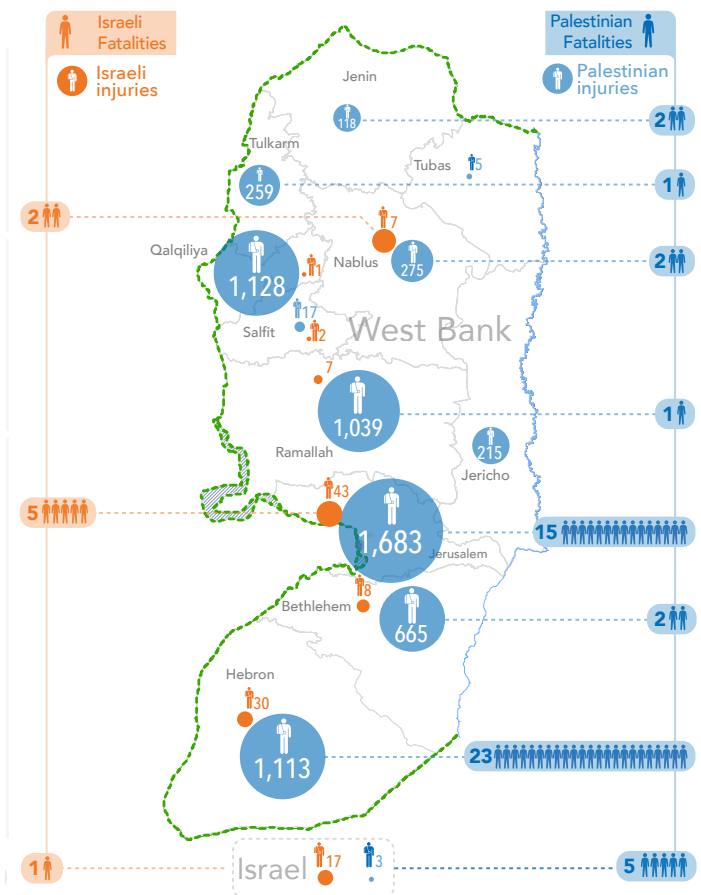 Israeli
Fatalities
Israeli
injuries
Palestinian
Fatalities
Palestinian
injuries
Jenin
118
2
Tulkarm
Tubas
5
259
1
2
7
Qalqiliya
1,128
1
Nablus
275
2
17
Salfit
2
West Bank
7
1,039
1
Ramallah
215
Jericho
43
5
1,683
15
Jerusalem
8
Bethlehem
665
2
Hebron
30
1,113
23
1
Israel
17
3
5